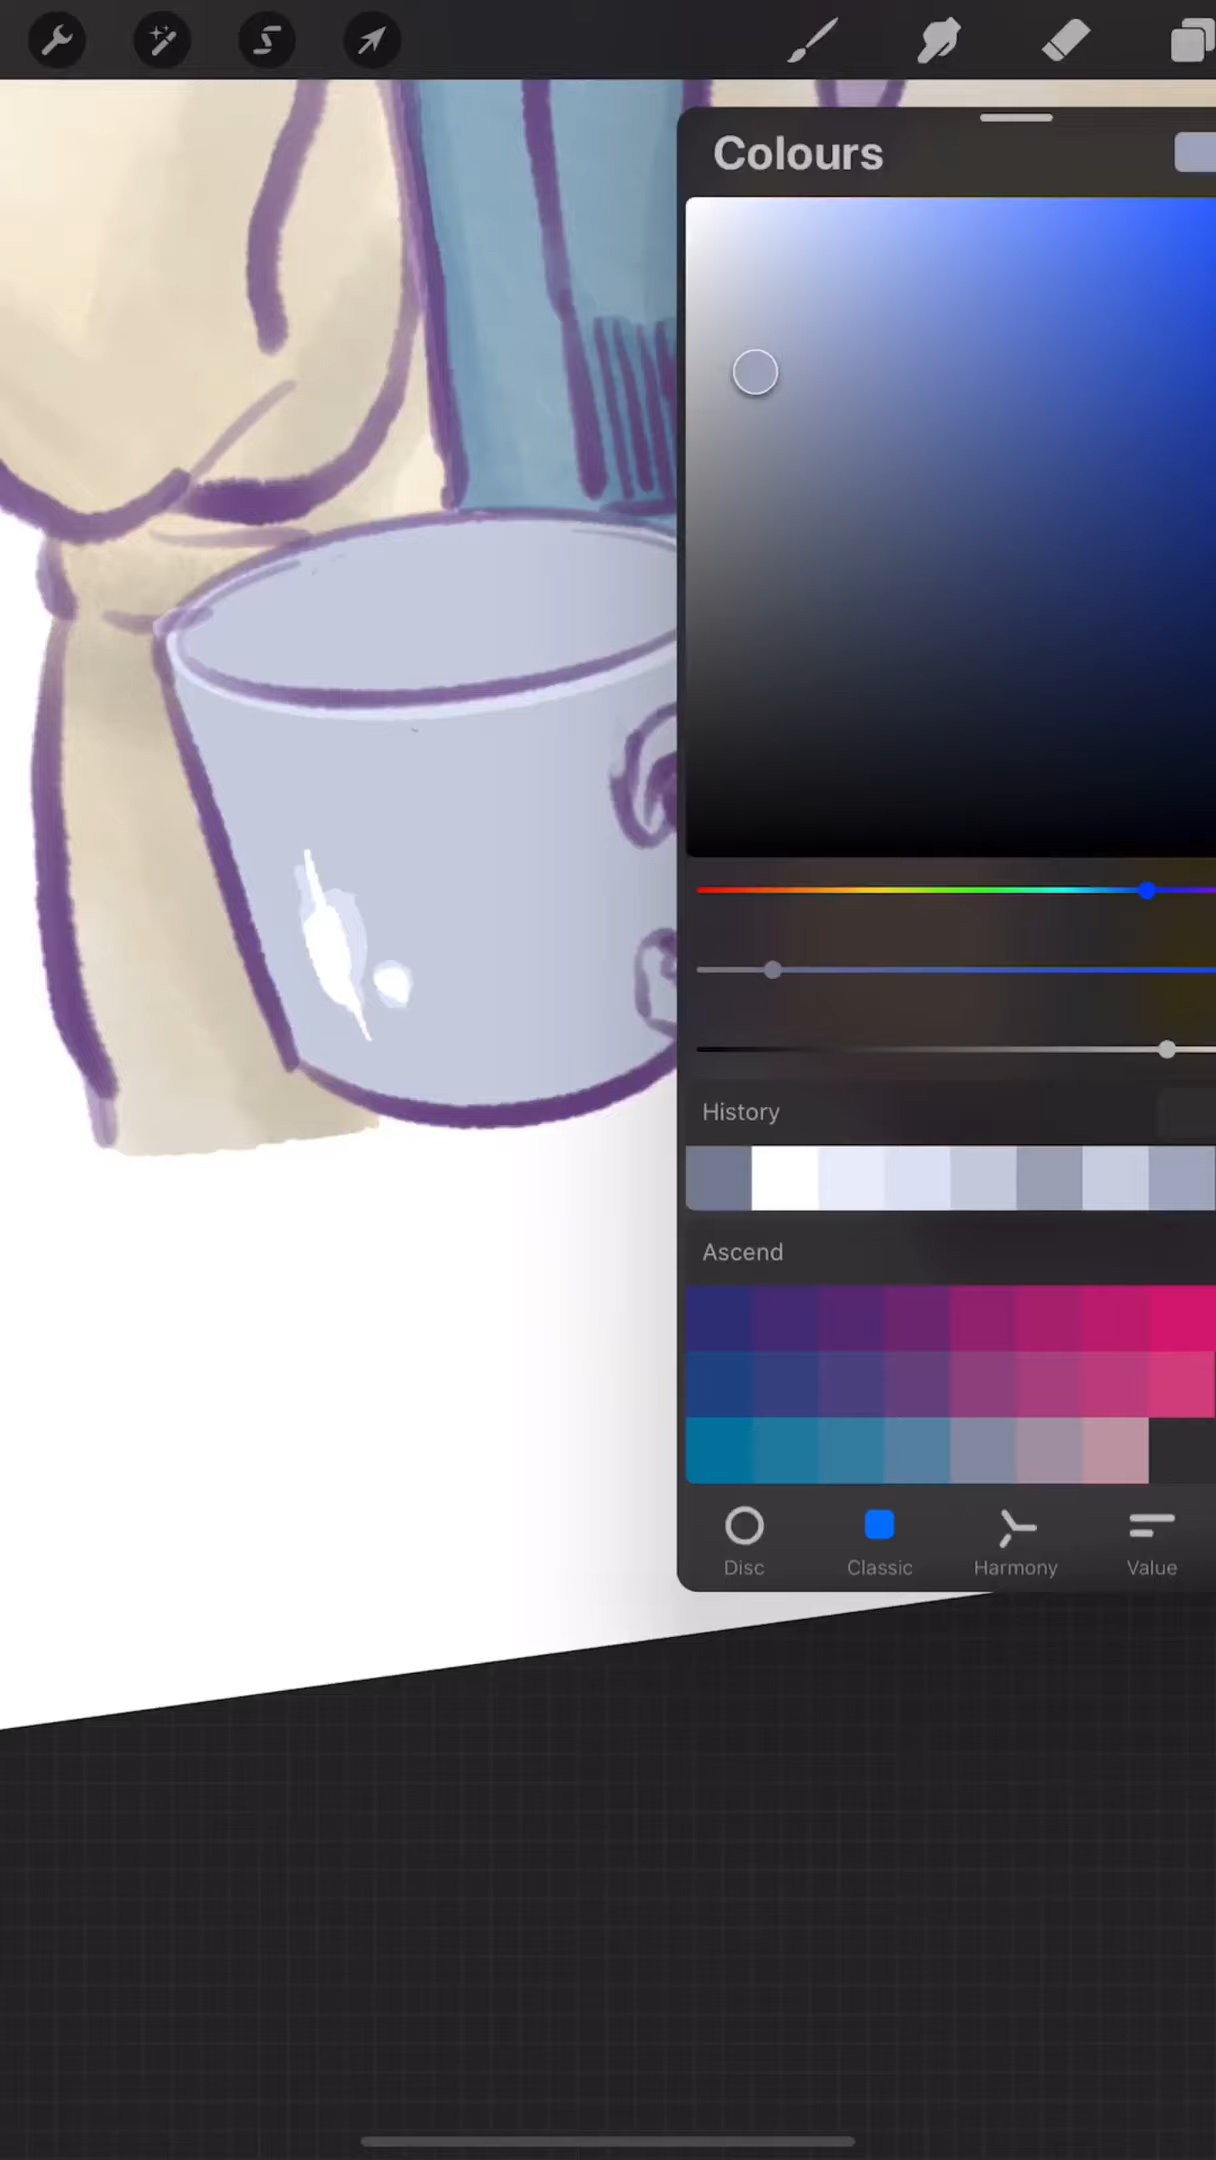 Colours
History
Ascend
Disc
Classic
Harmony
Value